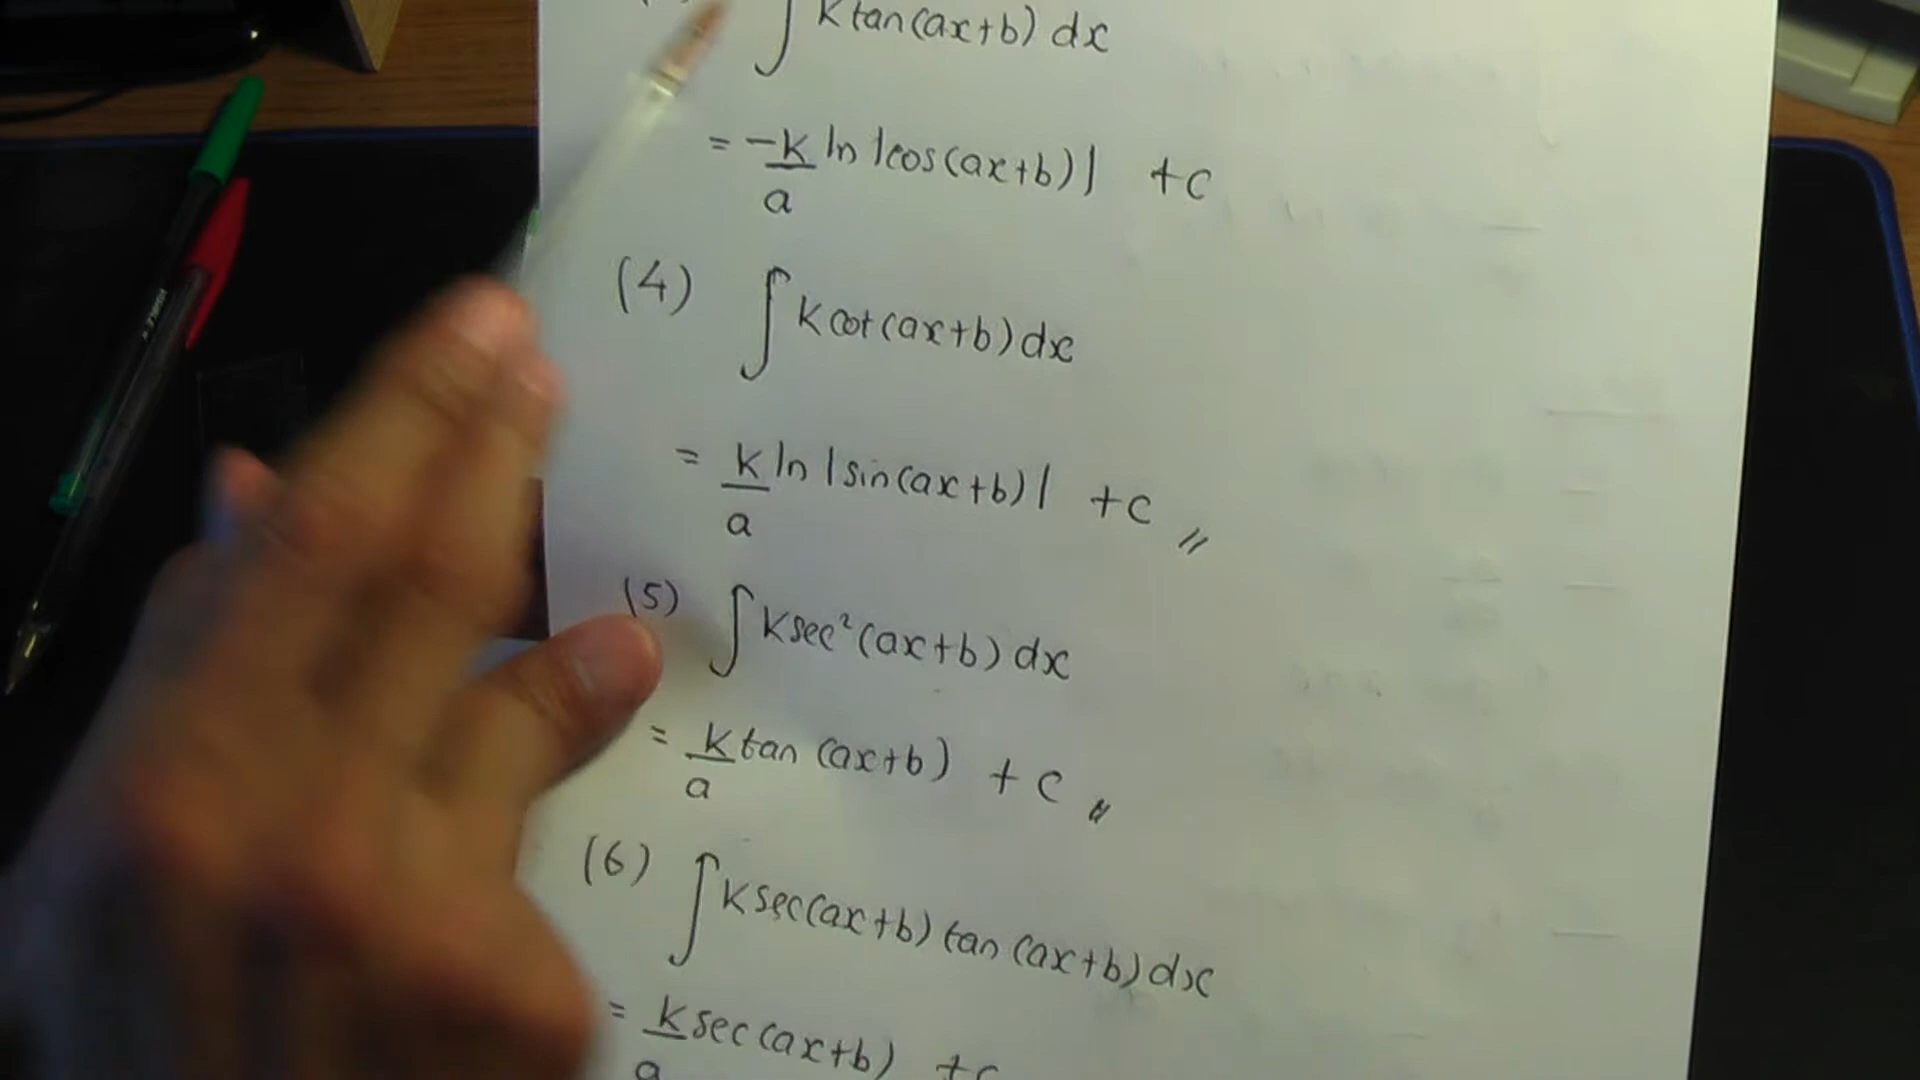 ∫ k tan(ax+b) dx
= -k/a ln |cos(ax+b)| +c
(4) ∫ k cot(ax+b) dx
= k/a ln |sin(ax+b)| +c //
(5) ∫ k sec²(ax+b) dx
= k/a tan (ax+b) + c //
(6) ∫ k sec(ax+b) tan (ax+b) dx
= k/a sec(ax+b) +c